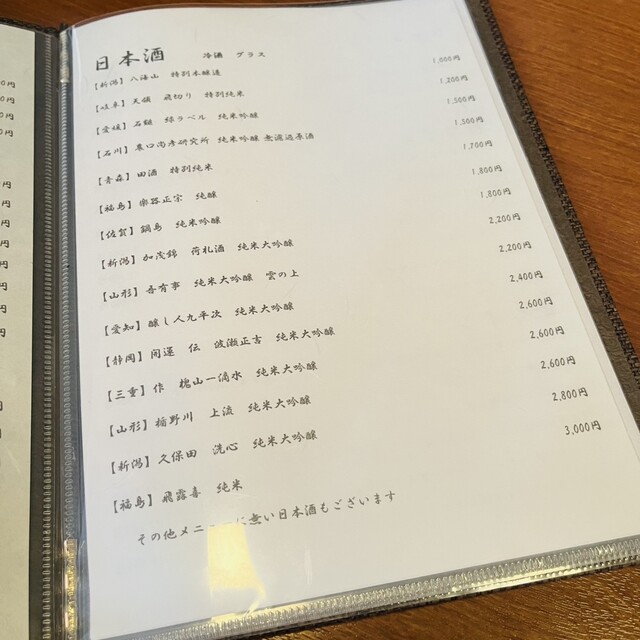 日本酒　冷酒　グラス
【新潟】八海山　特別本醸造　1,000円
【岐阜】天領　飛切り　特別純米　1,200円
【愛媛】石鎚　緑ラベル　純米吟醸　1,500円
【石川】農口尚彦研究所　純米吟醸 無濾過原酒　1,500円
【青森】田酒　特別純米　1,700円
【福島】楽器正宗　純醸　1,800円
【佐賀】鍋島　純米吟醸　1,800円
【新潟】加茂錦　荷札酒　純米大吟醸　2,200円
【山形】吾有事　純米大吟醸　雲の上　2,200円
【愛知】醸し人九平次　純米大吟醸　2,400円
【静岡】開運　伝　波瀬正吉　純米大吟醸　2,600円
【三重】作　槐山一滴水　純米大吟醸　2,600円
【山形】楯野川　上流　純米大吟醸　2,600円
【新潟】久保田　洗心　純米大吟醸　2,800円
【福島】飛露喜　純米　3,000円
その他メニ に無い日本酒もございます